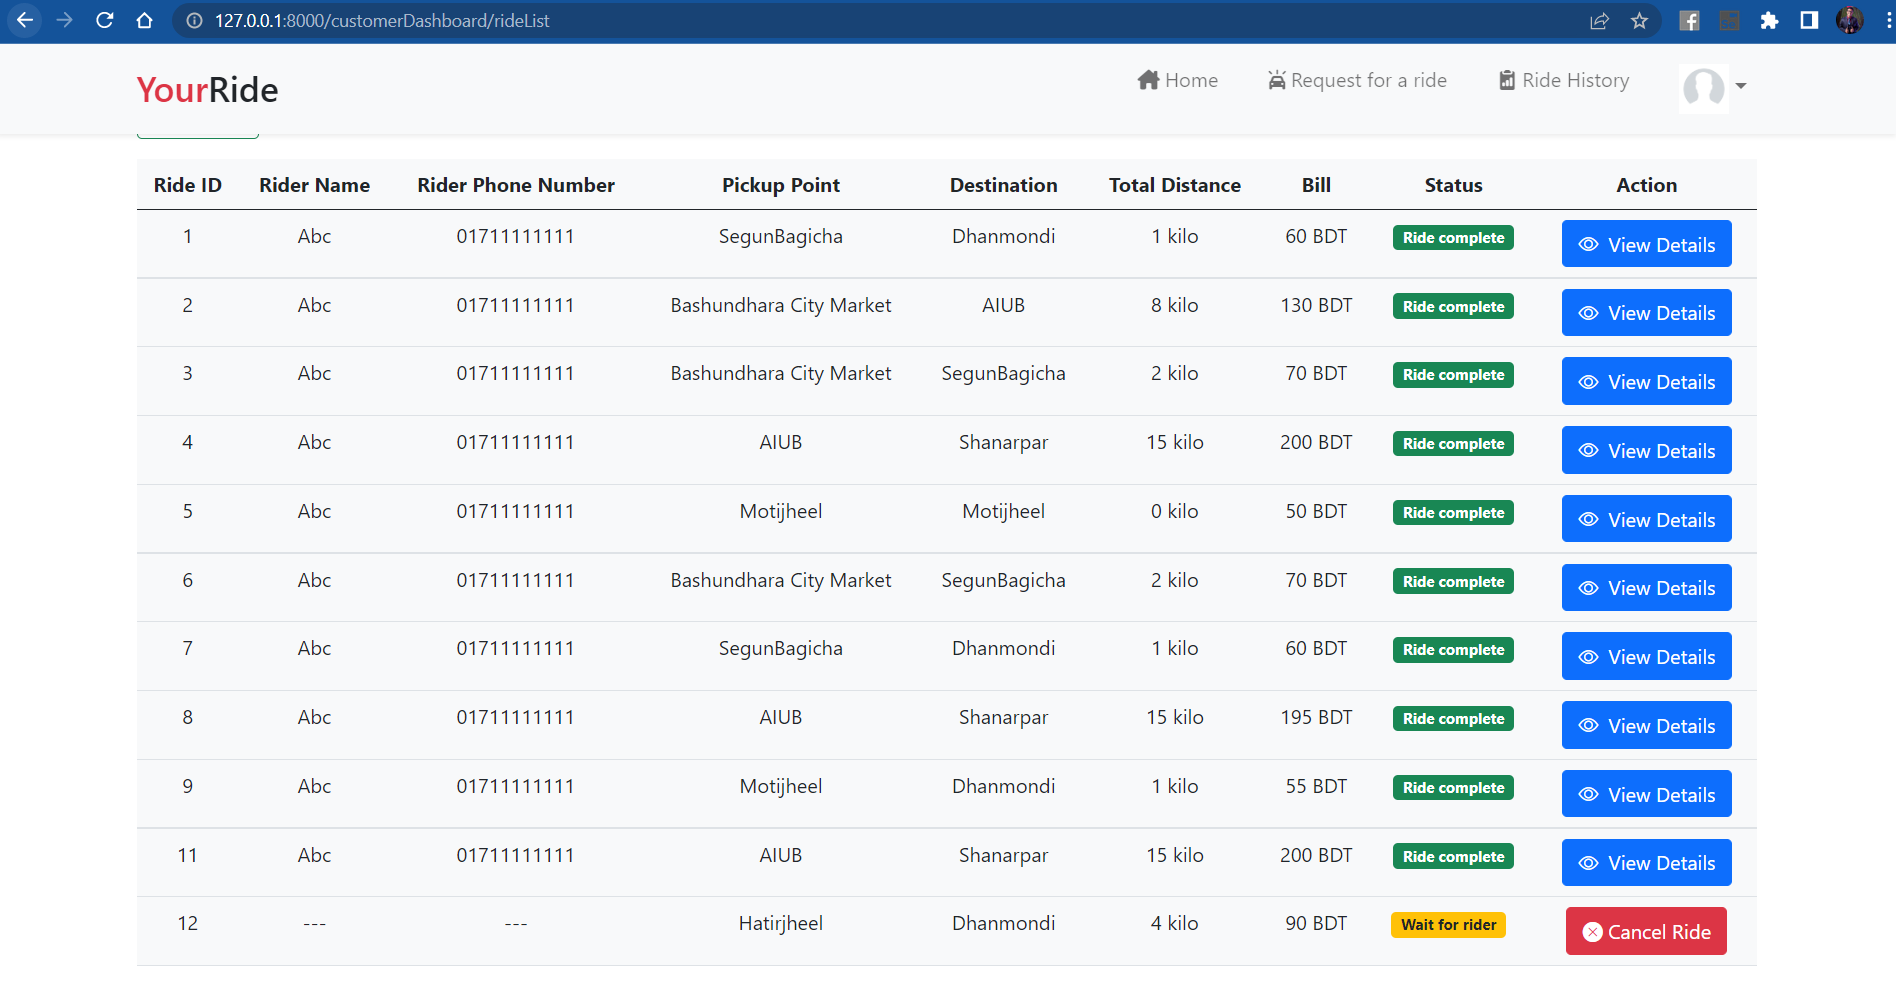 127.0.0.1:8000/customerDashboard/rideList
YourRide Home Request for a ride Ride History
Ride ID Rider Name Rider Phone Number Pickup Point Destination Total Distance Bill Status Action
1 Abc 01711111111 SegunBagicha Dhanmondi 1 kilo 60 BDT Ride complete View Details
2 Abc 01711111111 Bashundhara City Market AIUB 8 kilo 130 BDT Ride complete View Details
3 Abc 01711111111 Bashundhara City Market SegunBagicha 2 kilo 70 BDT Ride complete View Details
4 Abc 01711111111 AIUB Shanarpar 15 kilo 200 BDT Ride complete View Details
5 Abc 01711111111 Motijheel Motijheel 0 kilo 50 BDT Ride complete View Details
6 Abc 01711111111 Bashundhara City Market SegunBagicha 2 kilo 70 BDT Ride complete View Details
7 Abc 01711111111 SegunBagicha Dhanmondi 1 kilo 60 BDT Ride complete View Details
8 Abc 01711111111 AIUB Shanarpar 15 kilo 195 BDT Ride complete View Details
9 Abc 01711111111 Motijheel Dhanmondi 1 kilo 55 BDT Ride complete View Details
11 Abc 01711111111 AIUB Shanarpar 15 kilo 200 BDT Ride complete View Details
12 --- --- Hatirjheel Dhanmondi 4 kilo 90 BDT Wait for rider Cancel Ride